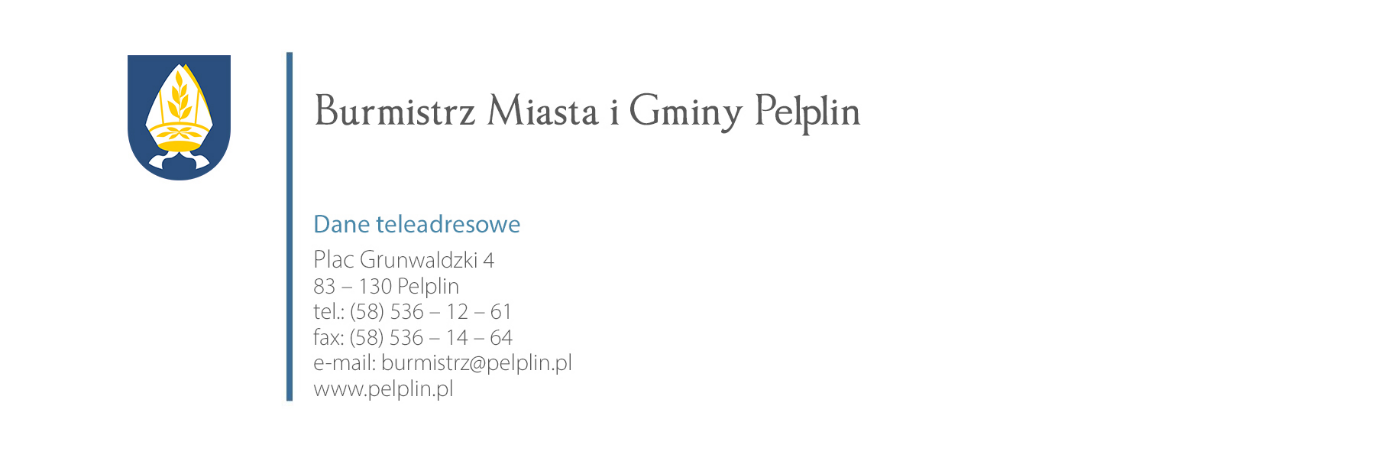 Burmistrz Miasta i Gminy Pelplin
Dane teleadresowe
Plac Grunwaldzki 4
83 – 130 Pelplin
tel.: (58) 536 – 12 – 61
fax: (58) 536 – 14 – 64
e-mail: burmistrz@pelplin.pl
www.pelplin.pl